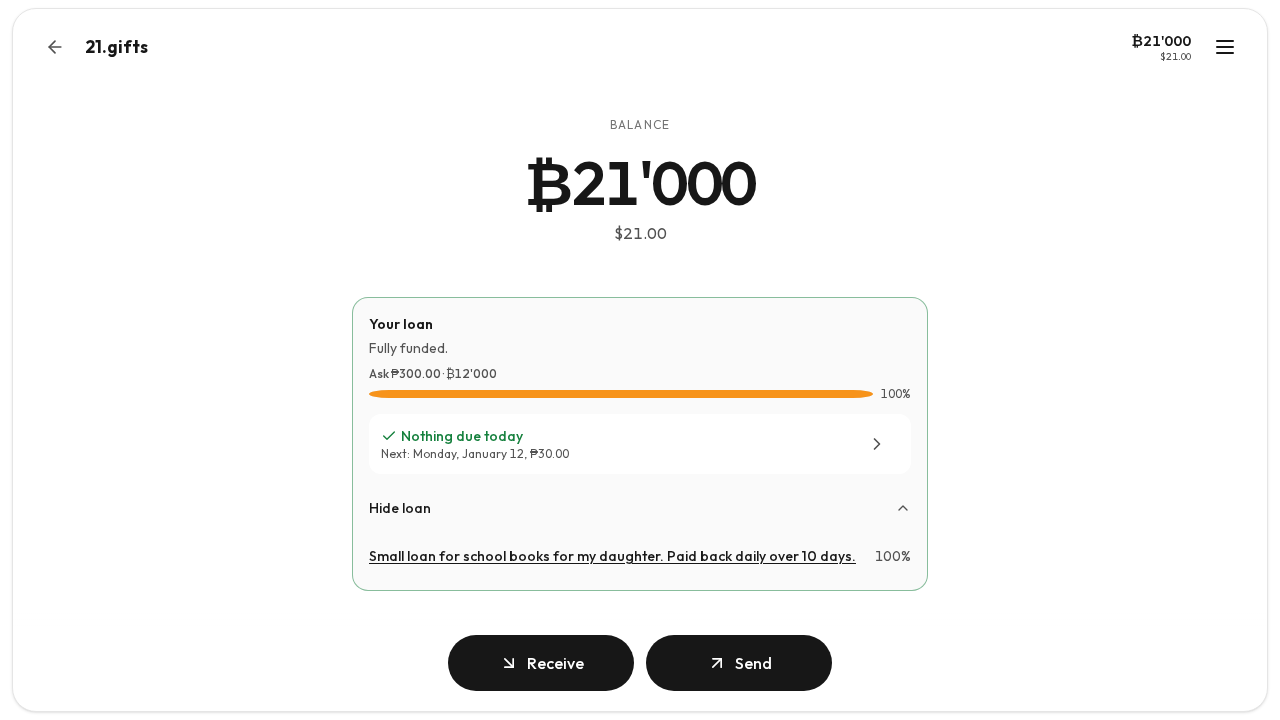 21.gifts
₿21'000
$21.00
BALANCE
₿21'000
$21.00
Your loan
Fully funded.
Ask ₱300.00 · ₿12'000
100%
Nothing due today
Next: Monday, January 12, ₱30.00
Hide loan
Small loan for school books for my daughter. Paid back daily over 10 days.
100%
Receive
Send